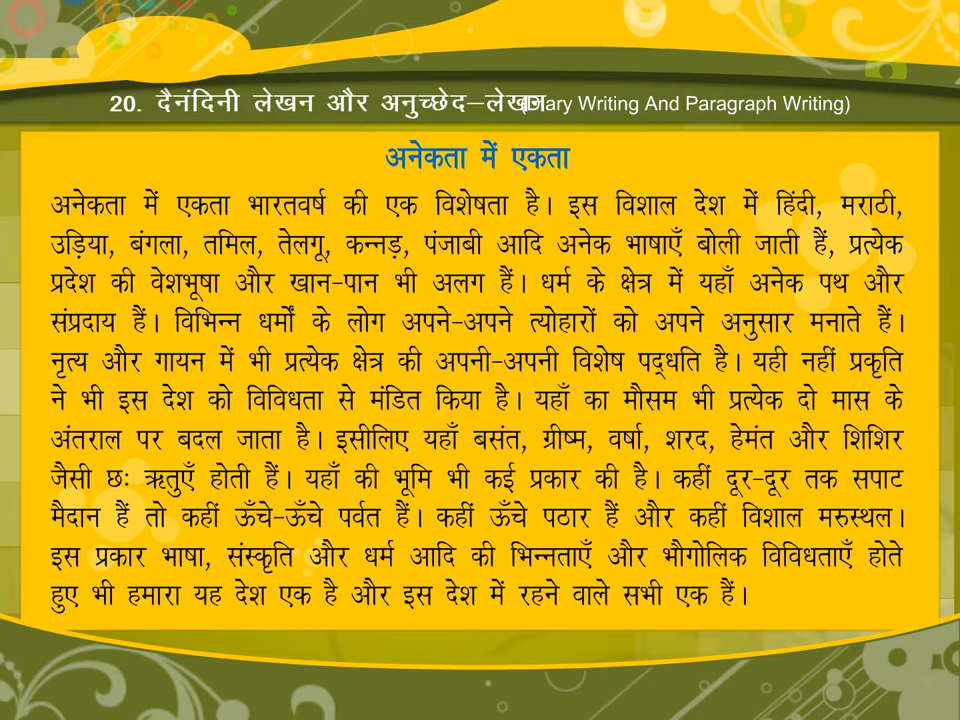 20. दैनंदिनी लेखन और अनुच्छेद–लेखन (Diary Writing And Paragraph Writing)
अनेकता में एकता
अनेकता में एकता भारतवर्ष की एक विशेषता है। इस विशाल देश में हिंदी, मराठी,
उड़िया, बंगला, तमिल, तेलगू, कन्नड़, पंजाबी आदि अनेक भाषाएँ बोली जाती हैं, प्रत्येक
प्रदेश की वेशभूषा और खान-पान भी अलग हैं। धर्म के क्षेत्र में यहाँ अनेक पथ और
संप्रदाय हैं। विभिन्न धर्मों के लोग अपने-अपने त्योहारों को अपने अनुसार मनाते हैं।
नृत्य और गायन में भी प्रत्येक क्षेत्र की अपनी-अपनी विशेष पद्धति है। यही नहीं प्रकृति
ने भी इस देश को विविधता से मंडित किया है। यहाँ का मौसम भी प्रत्येक दो मास के
अंतराल पर बदल जाता है। इसीलिए यहाँ बसंत, ग्रीष्म, वर्षा, शरद, हेमंत और शिशिर
जैसी छः ऋतुएँ होती हैं। यहाँ की भूमि भी कई प्रकार की है। कहीं दूर-दूर तक सपाट
मैदान हैं तो कहीं ऊँचे-ऊँचे पर्वत हैं। कहीं ऊँचे पठार हैं और कहीं विशाल मरुस्थल।
इस प्रकार भाषा, संस्कृति और धर्म आदि की भिन्नताएँ और भौगोलिक विविधताएँ होते
हुए भी हमारा यह देश एक है और इस देश में रहने वाले सभी एक हैं।